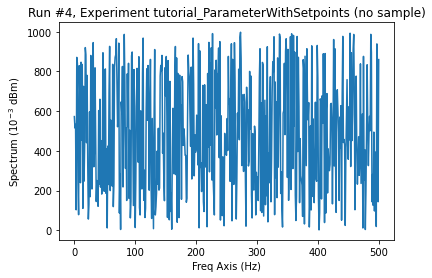 Run #4, Experiment tutorial_ParameterWithSetpoints (no sample)
Spectrum (10⁻³ dBm)
1000
800
600
400
200
0
0 100 200 300 400 500
Freq Axis (Hz)